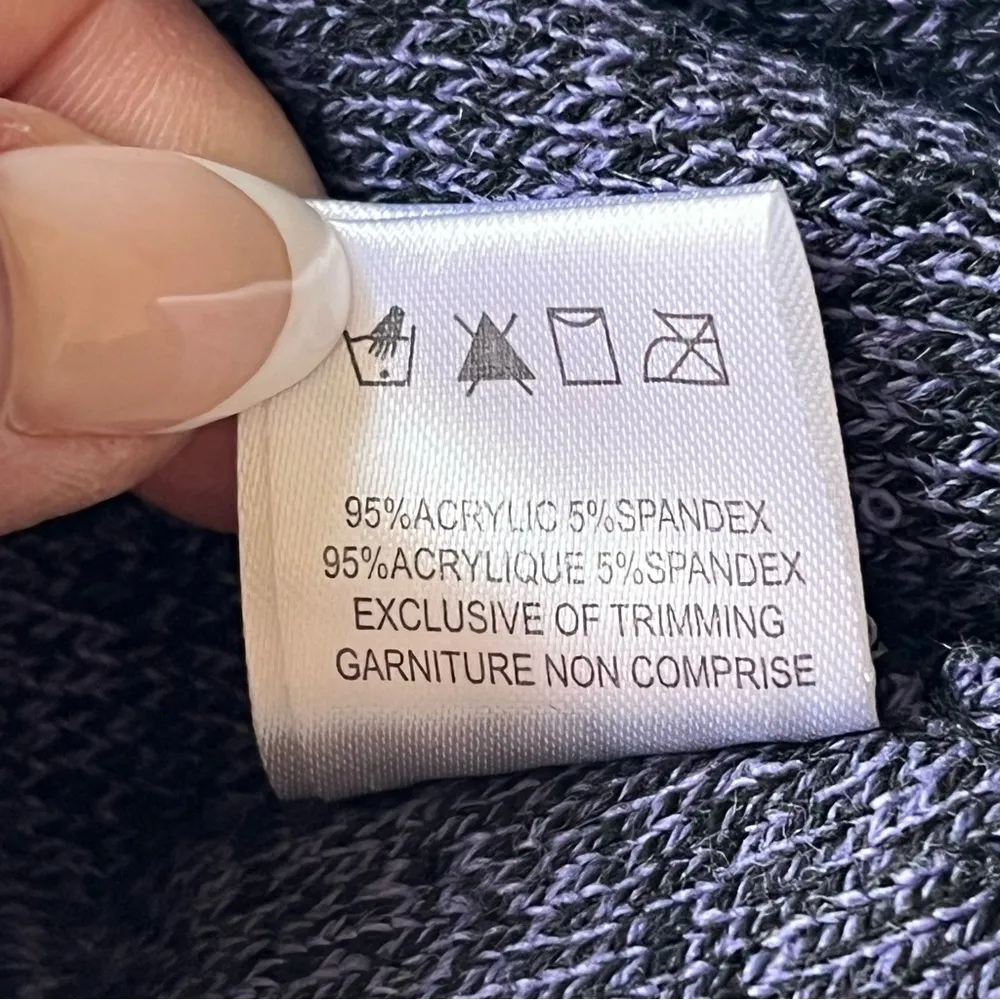 95%ACRYLIC 5%SPANDEX
95%ACRYLIQUE 5%SPANDEX
EXCLUSIVE OF TRIMMING
GARNITURE NON COMPRISE